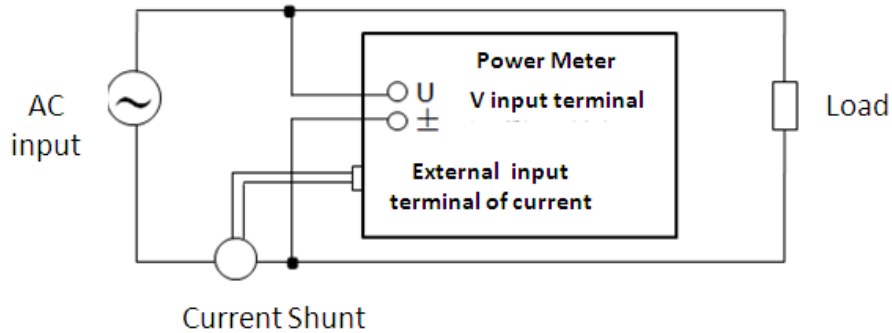 Power Meter
U
V input terminal
±
AC
input
Load
External input
terminal of current
Current Shunt